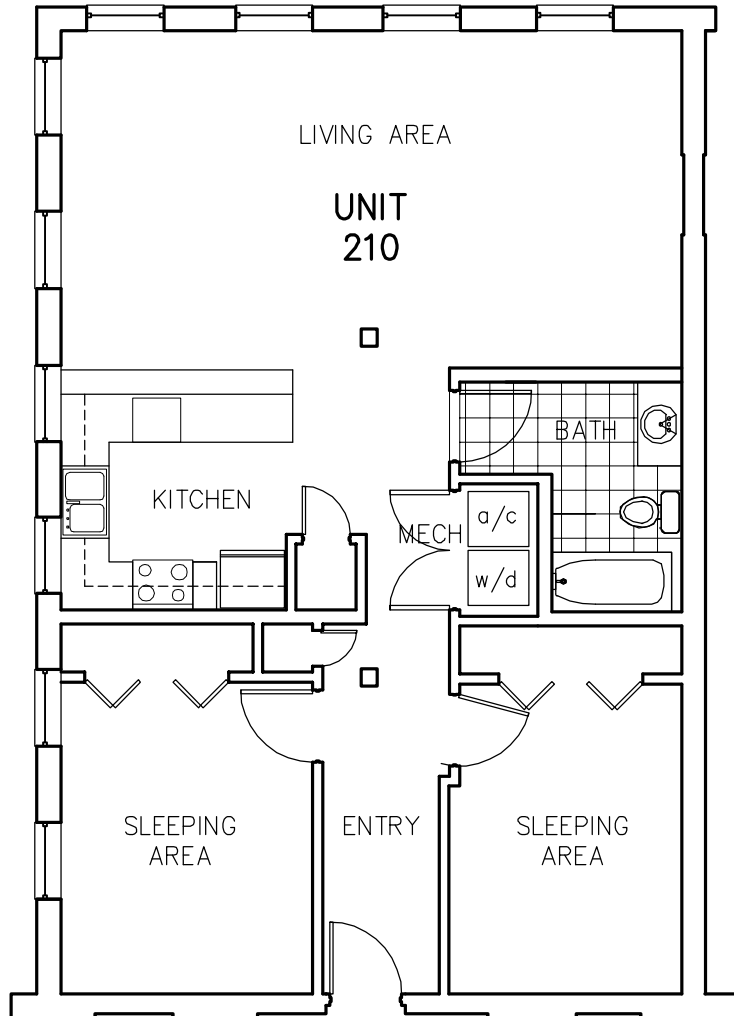 LIVING AREA
UNIT
210
BATH
KITCHEN
MECH
a/c
w/d
SLEEPING
AREA
ENTRY
SLEEPING
AREA